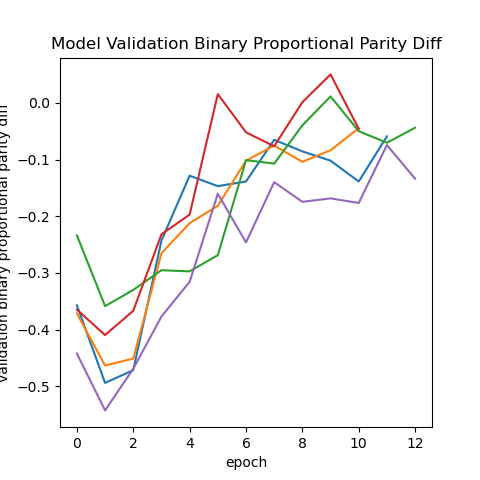 Model Validation Binary Proportional Parity Diff
validation binary proportional parity diff
0.0
−0.1
−0.2
−0.3
−0.4
−0.5
0 2 4 6 8 10 12
epoch